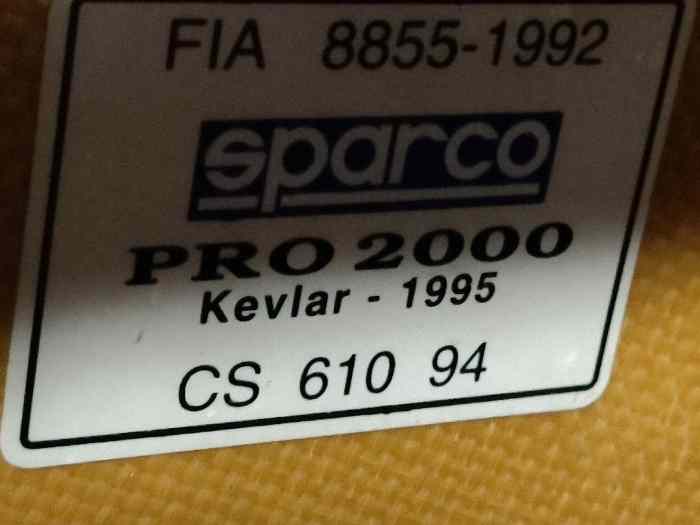 FIA 8855-1992
sparco
PRO 2000
Kevlar - 1995
CS 610 94